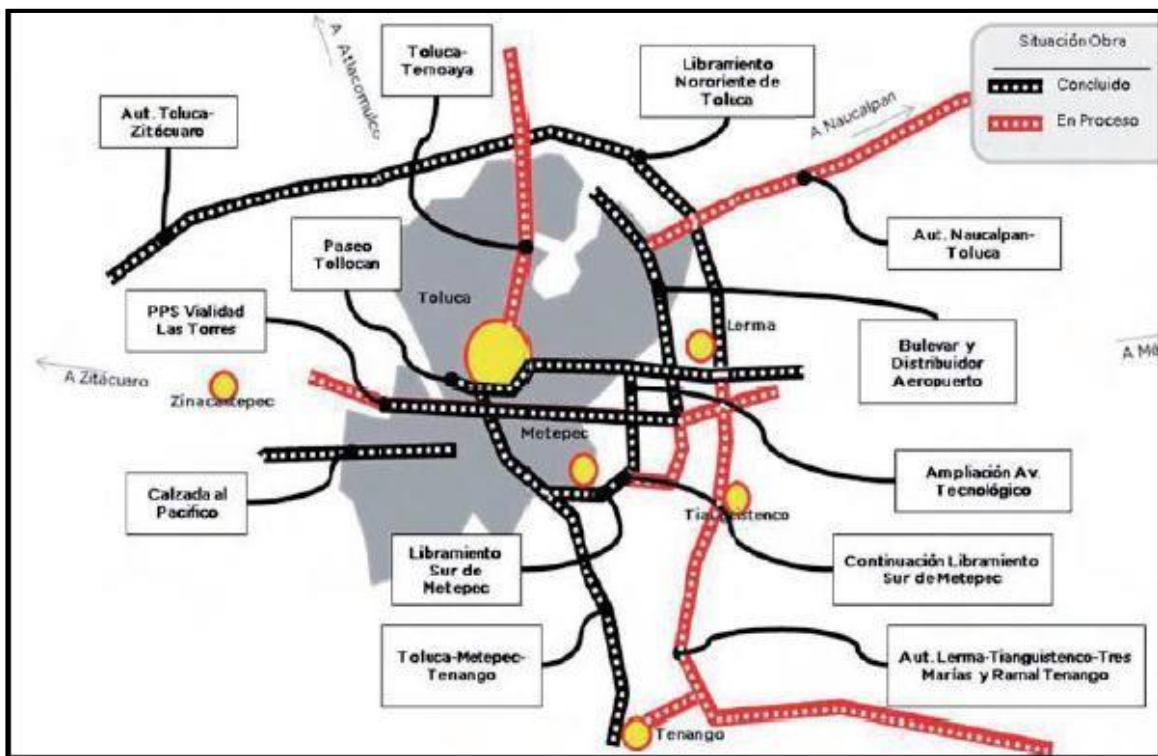 A Atlacomulco
Toluca-
Temoaya
Libramiento
Nororiente de
Toluca
Situación Obra
Concluido
En Proceso
Aut. Toluca-
Zitácuaro
A Naucalpan
Paseo
Tollocan
Aut. Naucalpan-
Toluca
Toluca
PPS Vialidad
Las Torres
Lerma
Bulevar y
Distribuidor
Aeropuerto
A Mé
A Zitácuaro
Zinacantepec
Metepec
Calzada al
Pacífico
Ampliación Av.
Tecnológico
Tianguistenco
Libramiento
Sur de
Metepec
Continuación Libramiento
Sur de Metepec
Toluca-Metepec-
Tenango
Aut. Lerma-Tianguistenco-Tres
Marías y Ramal Tenango
Tenango